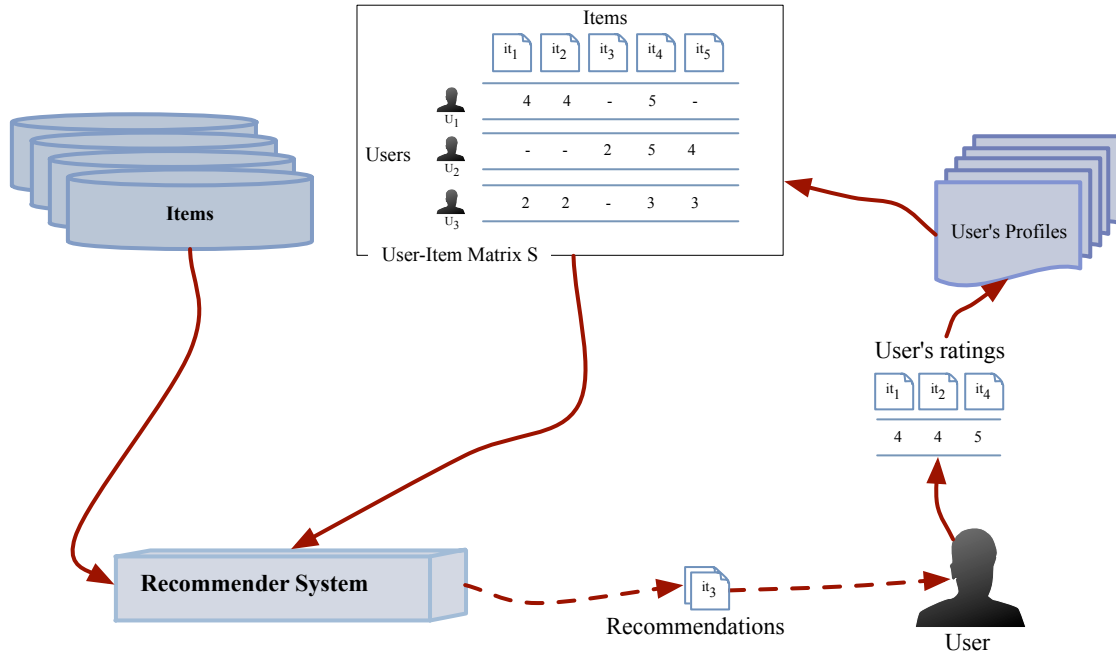 Items
it1 it2 it3 it4 it5
U1 4 4 - 5 -
Users
U2 - - 2 5 4
U3 2 2 - 3 3
User-Item Matrix S
Items
User's Profiles
User's ratings
it1 it2 it4
4 4 5
Recommender System
it3
Recommendations
User